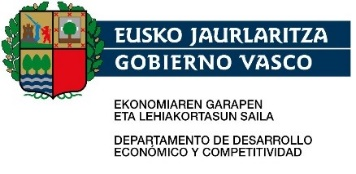 EUSKO JAURLARITZA
GOBIERNO VASCO
EKONOMIAREN GARAPEN
ETA LEHIAKORTASUN SAILA
DEPARTAMENTO DE DESARROLLO
ECONÓMICO Y COMPETITIVIDAD